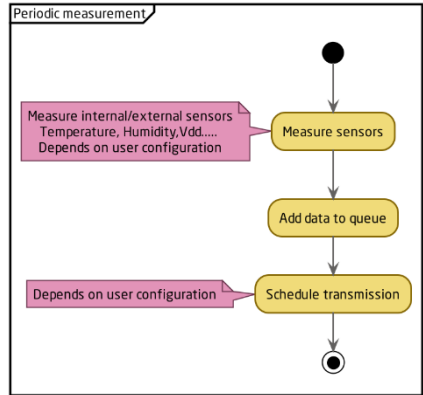 Periodic measurement
Measure internal/external sensors
Temperature, Humidity,Vdd.....
Depends on user configuration
Measure sensors
Add data to queue
Depends on user configuration
Schedule transmission